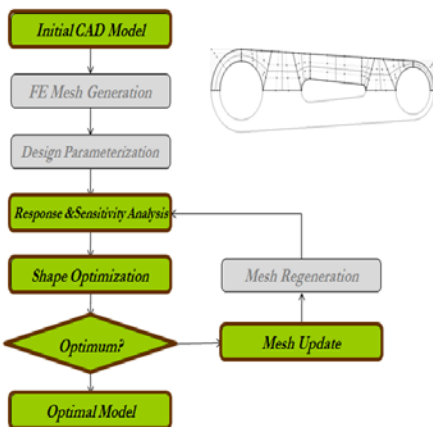 Initial CAD Model
FE Mesh Generation
Design Parameterization
Response &Sensitivity Analysis
Shape Optimization
Mesh Regeneration
Optimum?
Mesh Update
Optimal Model